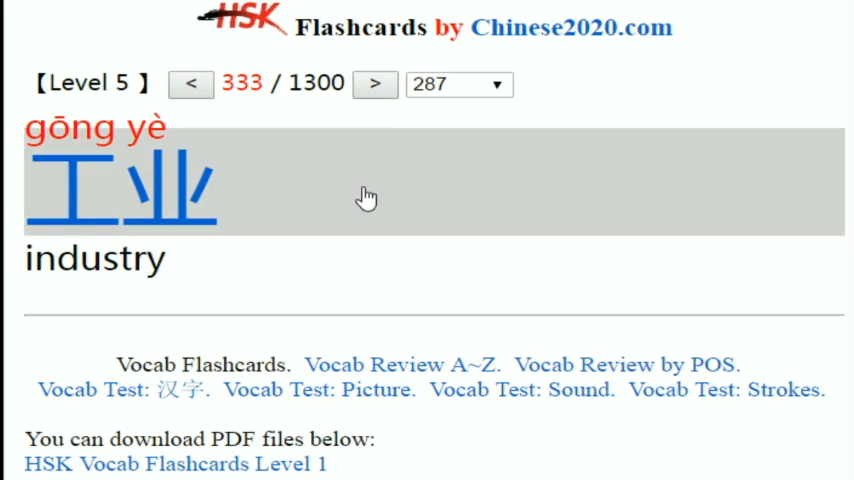 HSK Flashcards by Chinese2020.com
【Level 5 】 < 333 / 1300 > 287
gōng yè
工业
industry
Vocab Flashcards. Vocab Review A~Z. Vocab Review by POS.
Vocab Test: 汉字. Vocab Test: Picture. Vocab Test: Sound. Vocab Test: Strokes.
You can download PDF files below:
HSK Vocab Flashcards Level 1